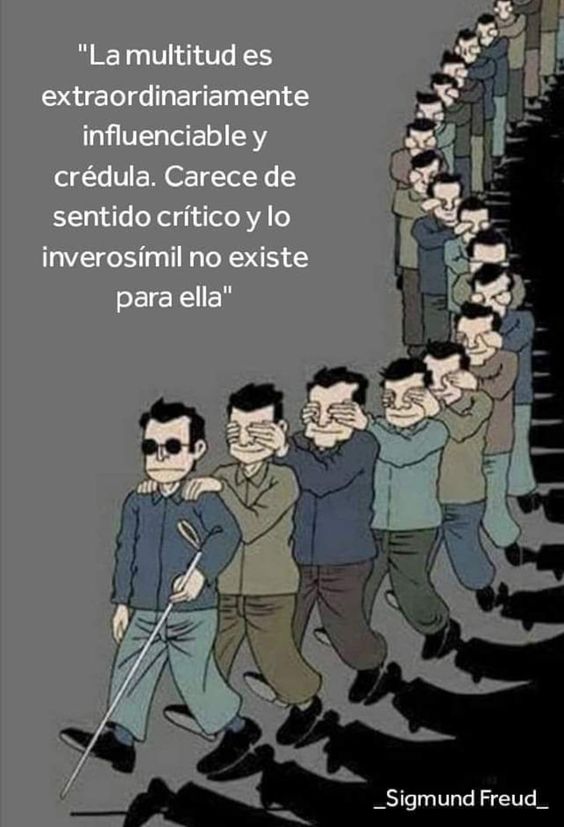 "La multitud es
extraordinariamente
influenciable y
crédula. Carece de
sentido crítico y lo
inverosímil no existe
para ella"
_Sigmund Freud_